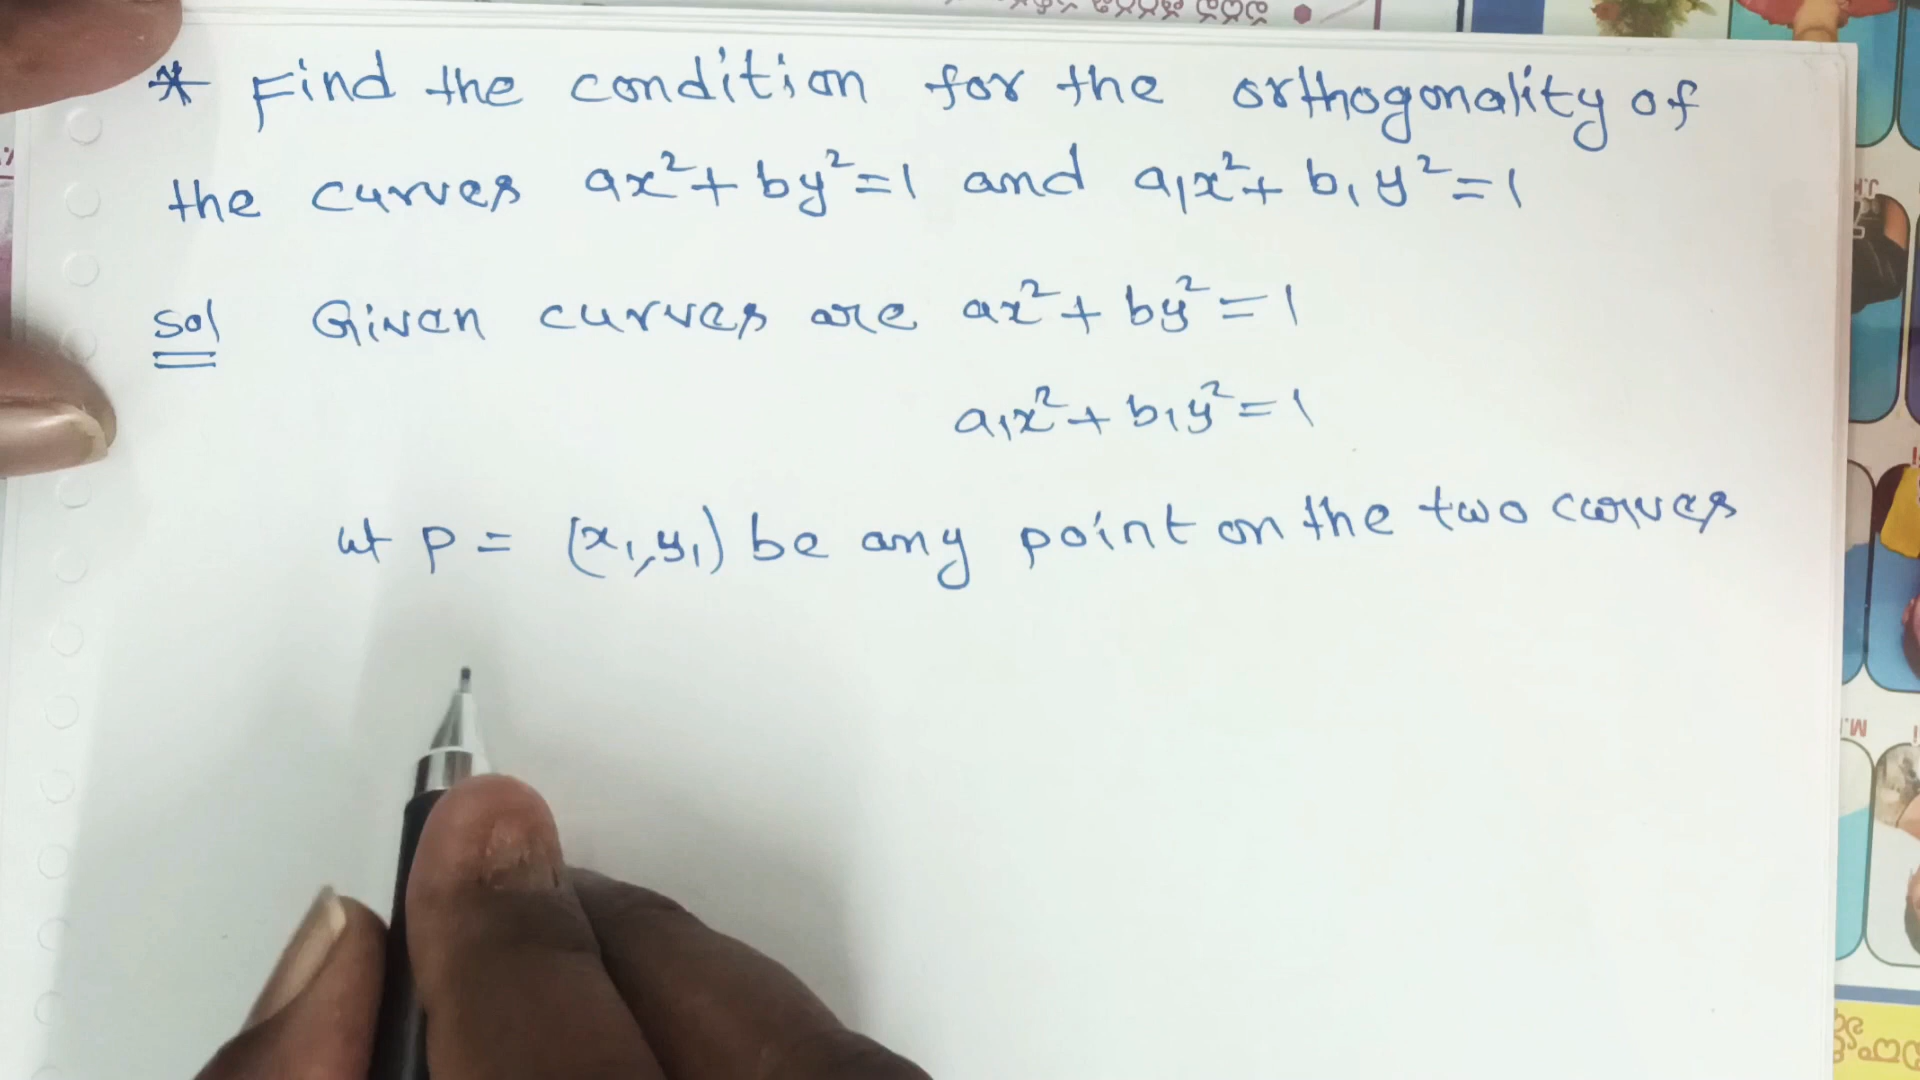 * Find the condition for the orthogonality of
the curves ax²+ by²=1 and a₁x²+ b₁y²=1
Sol Given curves are ax²+ by²=1
a₁x²+ b₁y²=1
let P = (x₁,y₁) be any point on the two curves